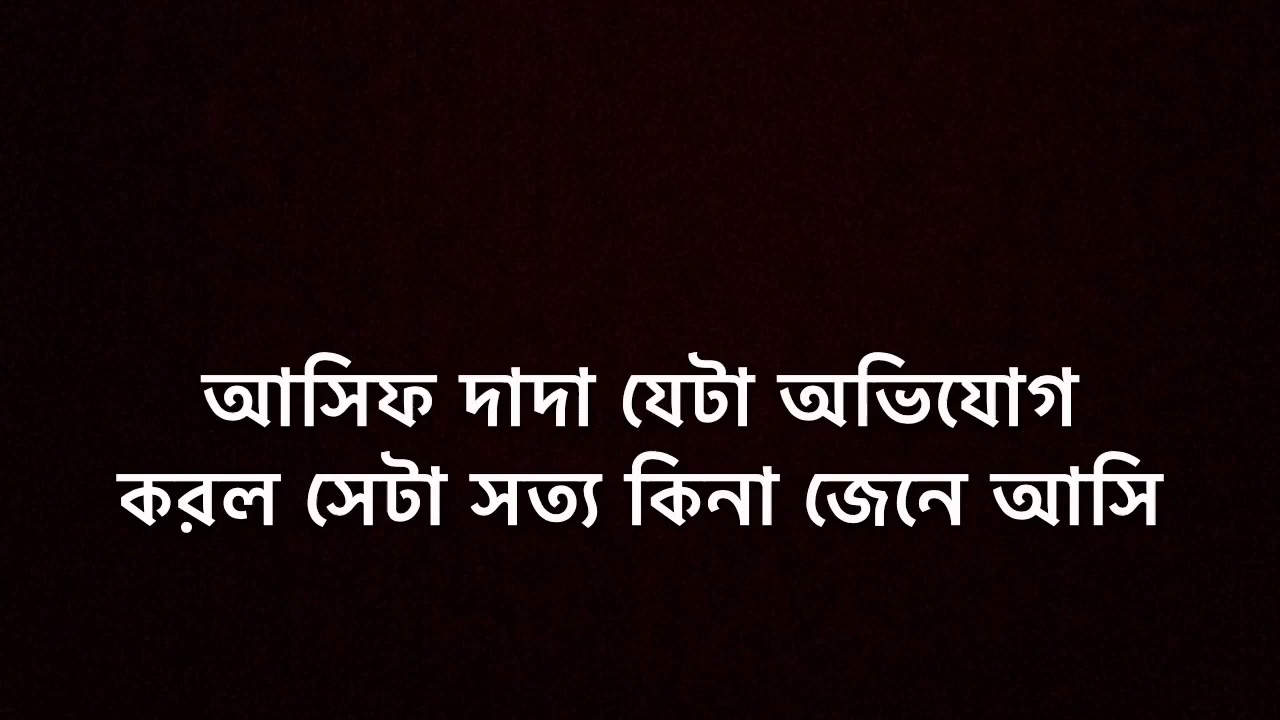 আসিফ দাদা যেটা অভিযোগ
করল সেটা সত্য কিনা জেনে আসি